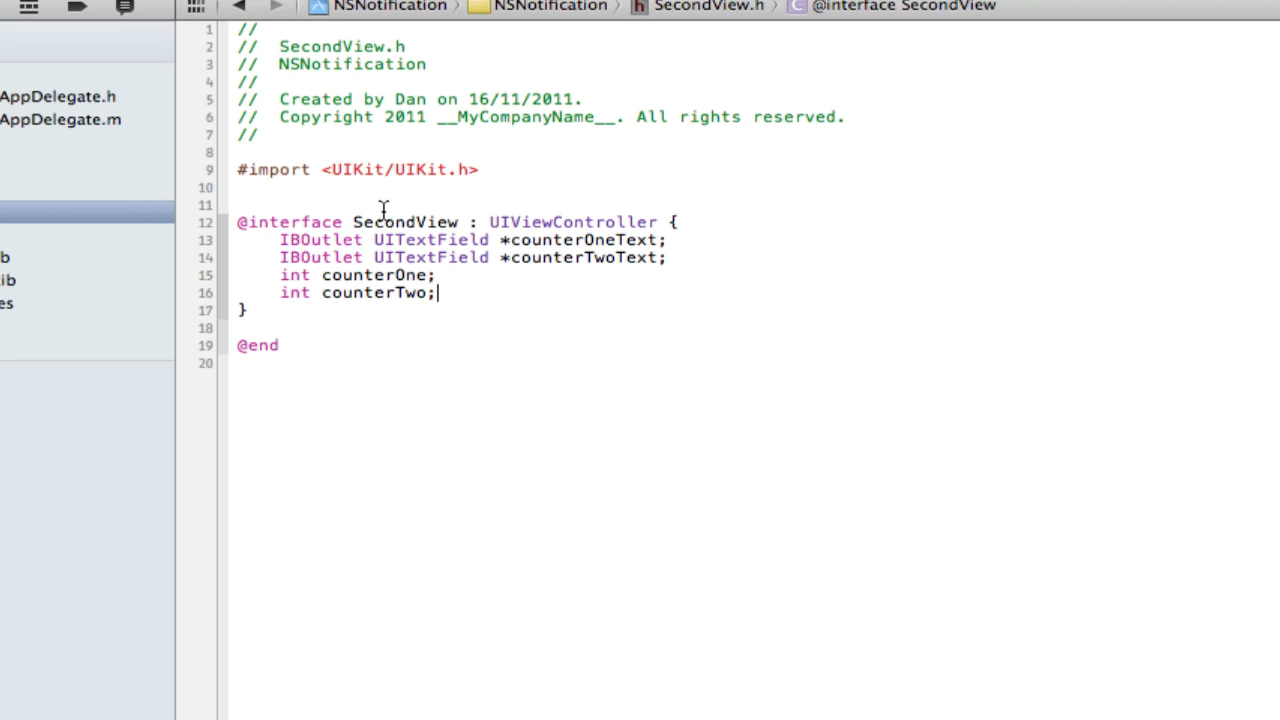 NSNotification 〉 NSNotification 〉 SecondView.h 〉 @interface SecondView
AppDelegate.h
AppDelegate.m
b
ib
es
1 //
2 //  SecondView.h
3 //  NSNotification
4 //
5 //  Created by Dan on 16/11/2011.
6 //  Copyright 2011 __MyCompanyName__. All rights reserved.
7 //
8
9 #import <UIKit/UIKit.h>
10
11
12 @interface SecondView : UIViewController {
13     IBOutlet UITextField *counterOneText;
14     IBOutlet UITextField *counterTwoText;
15     int counterOne;
16     int counterTwo;
17 }
18
19 @end
20